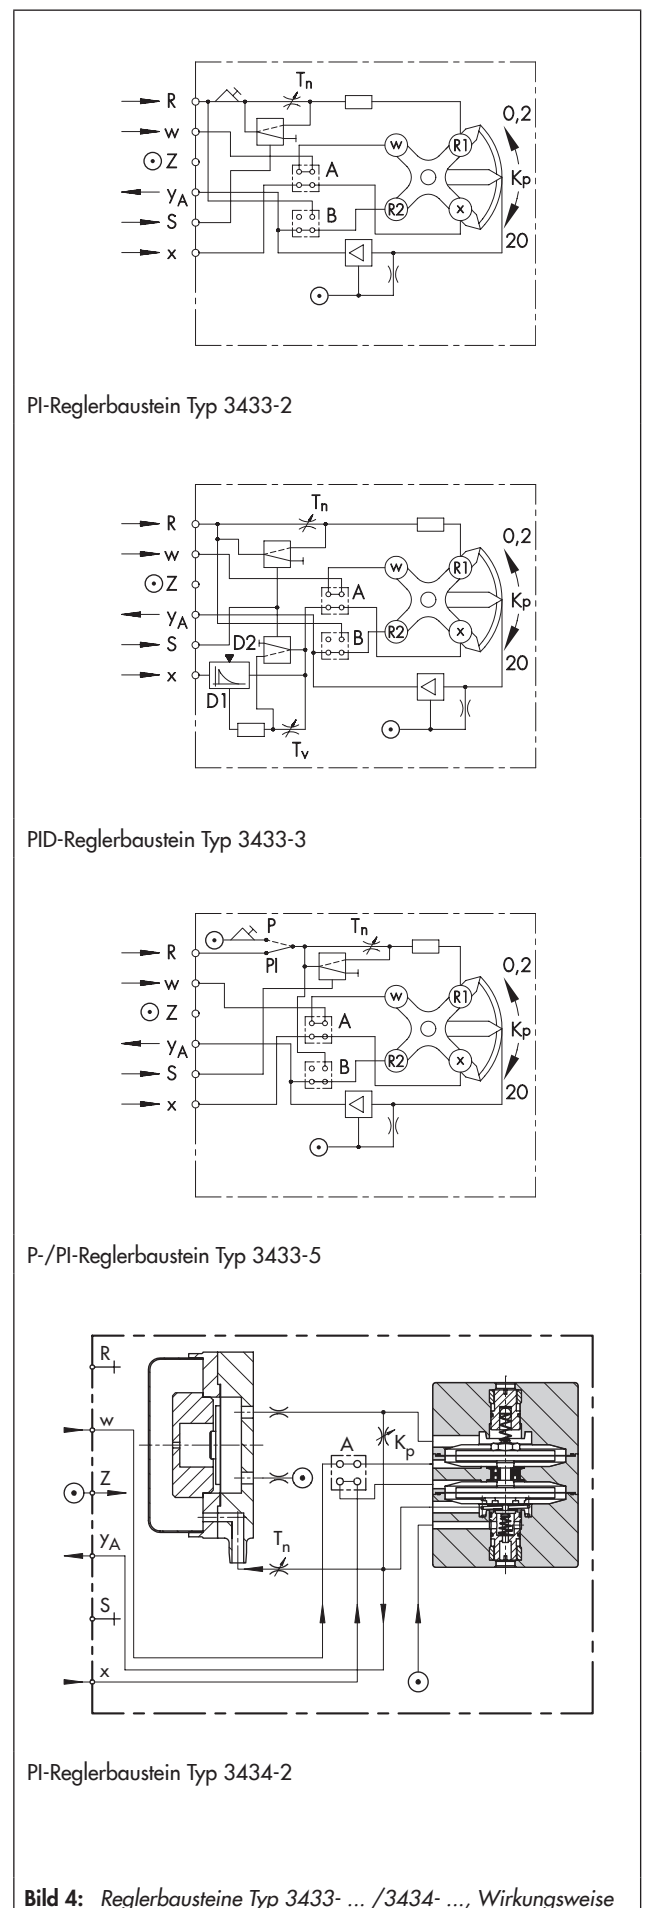 Tn
R
0,2
w
w
R1
Z
A
Kp
yA
S
B
R2
x
x
20
PI-Reglerbaustein Typ 3433-2
Tn
R
0,2
w
w
R1
Z
A
Kp
yA
S
D2
B
R2
x
x
20
D1
Tv
PID-Reglerbaustein Typ 3433-3
P
Tn
R
PI
0,2
w
w
R1
Z
A
Kp
yA
S
B
R2
x
x
20
P-/PI-Reglerbaustein Typ 3433-5
R
w
A
Kp
Z
yA
Tn
S
x
PI-Reglerbaustein Typ 3434-2
Bild 4: Reglerbausteine Typ 3433- ... /3434- ..., Wirkungsweise